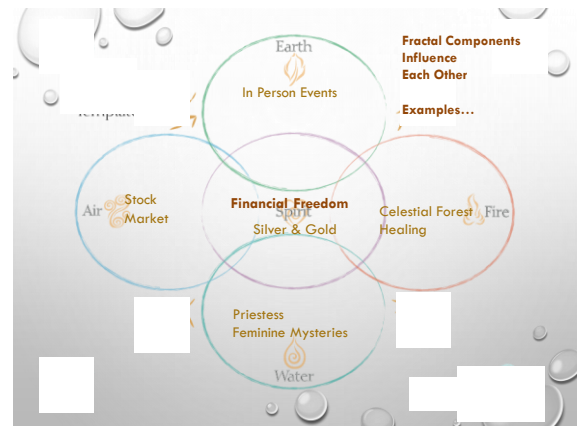 Earth
In Person Events
Fractal Components
Influence
Each Other
Examples...
Air
Stock
Market
Financial Freedom
Spirit
Silver & Gold
Celestial Forest
Healing
Fire
Priestess
Feminine Mysteries
Water